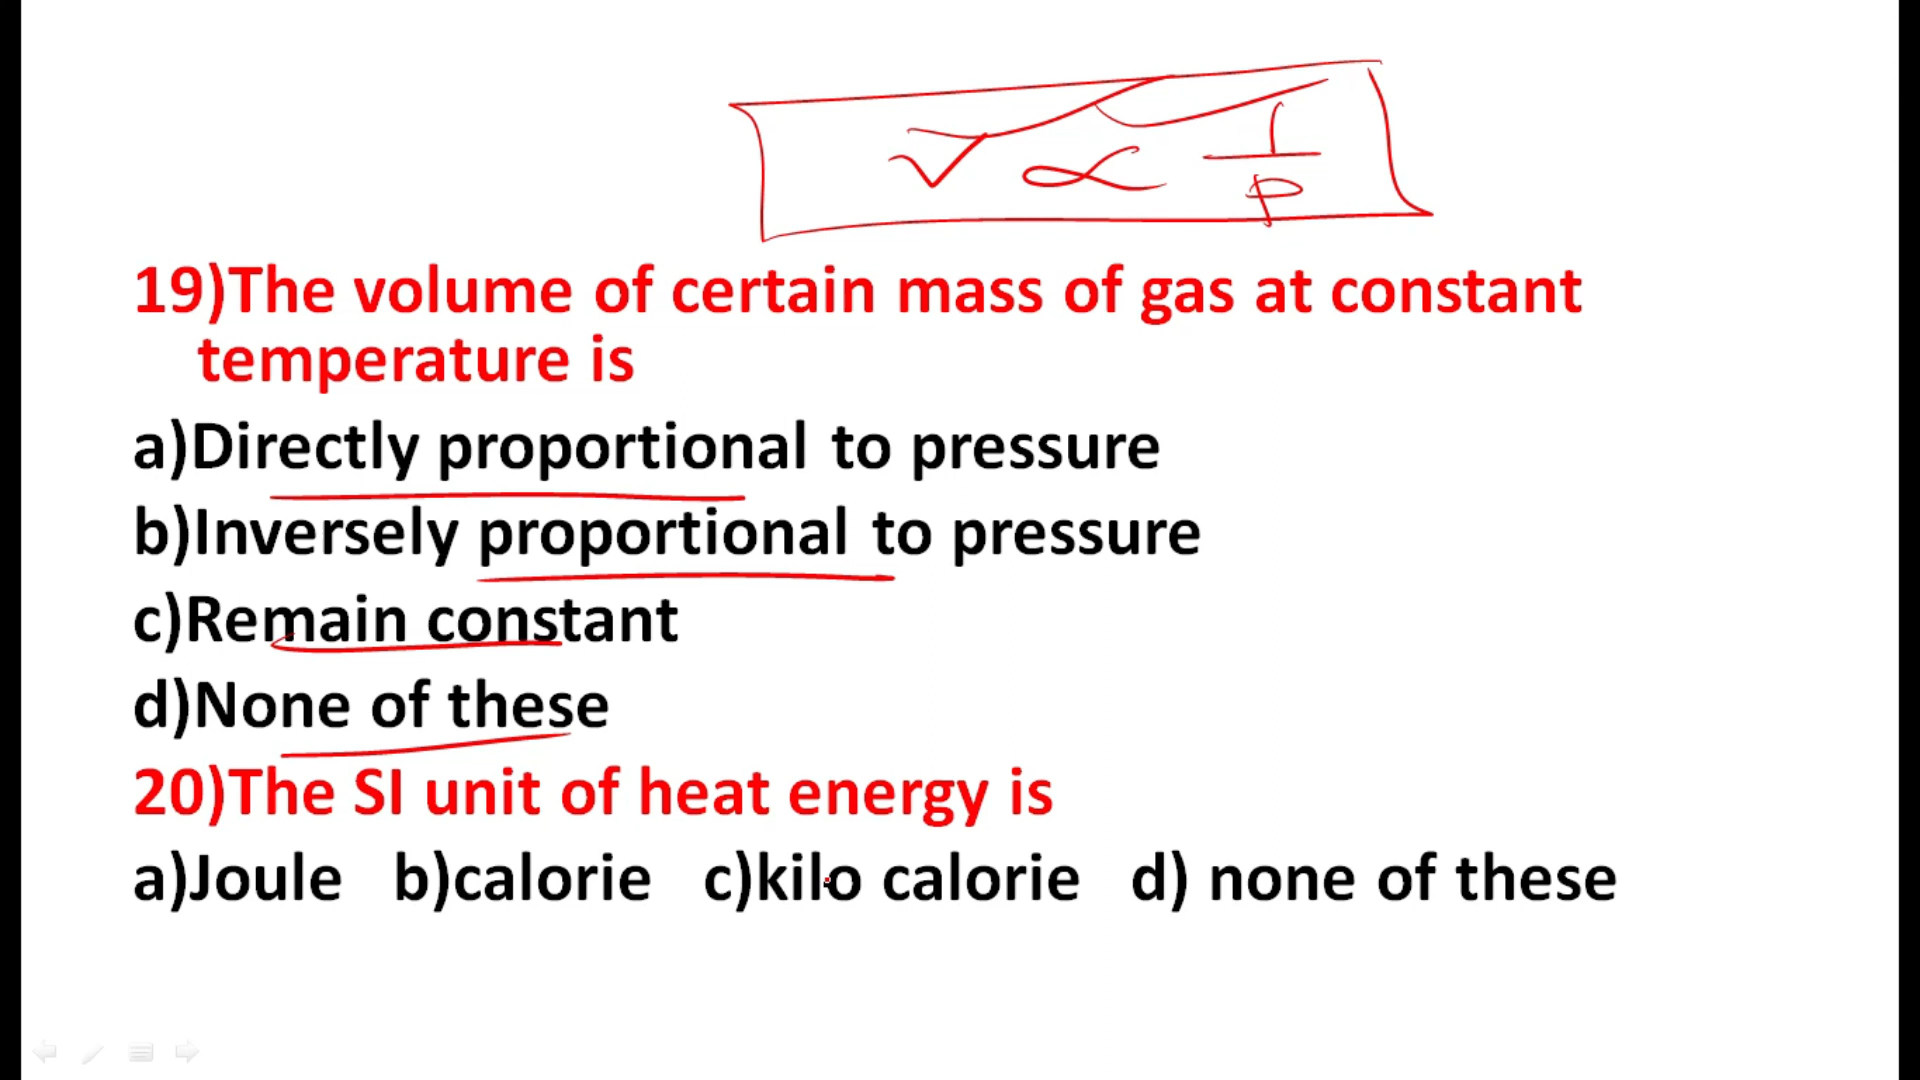 V ∝ 1/P
19)The volume of certain mass of gas at constant
temperature is
a)Directly proportional to pressure
b)Inversely proportional to pressure
c)Remain constant
d)None of these
20)The SI unit of heat energy is
a)Joule b)calorie c)kilo calorie d) none of these